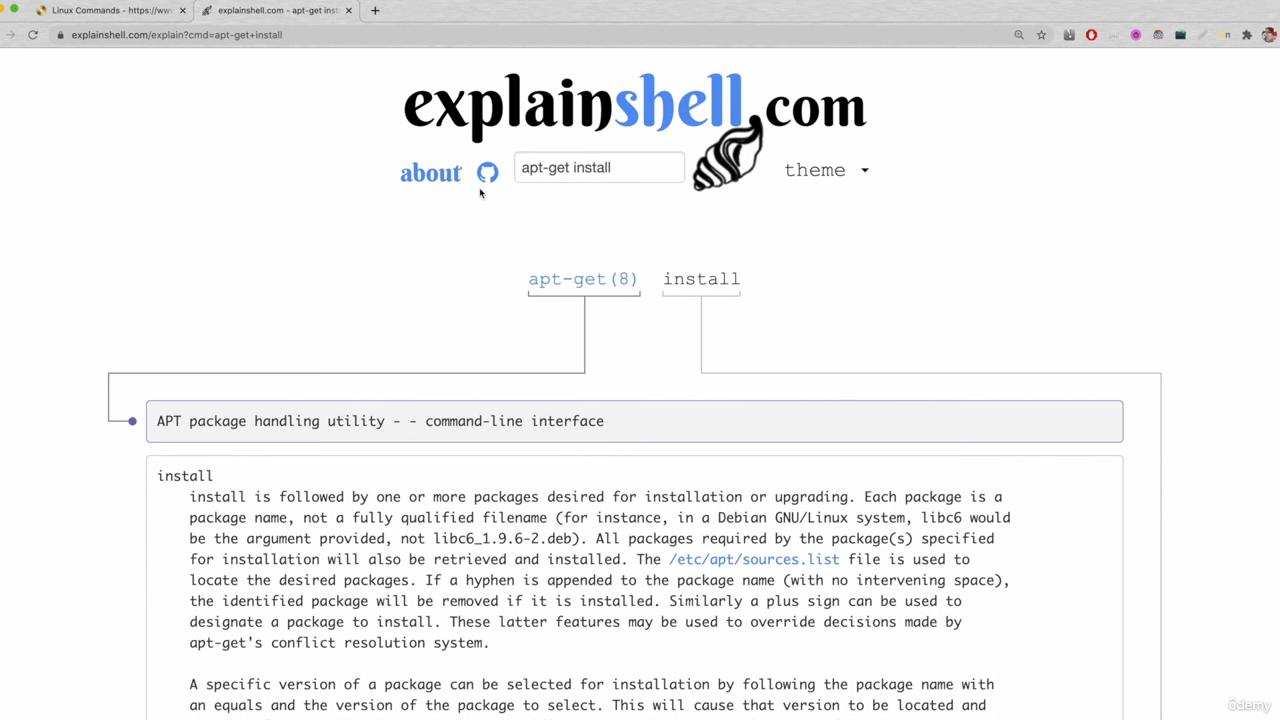 Linux Commands - https://ww
explainshell.com - apt-get inst
explainshell.com/explain?cmd=apt-get+install
explainshell.com
about
apt-get install
theme
apt-get(8) install
APT package handling utility - - command-line interface
install
install is followed by one or more packages desired for installation or upgrading. Each package is a
package name, not a fully qualified filename (for instance, in a Debian GNU/Linux system, libc6 would
be the argument provided, not libc6_1.9.6-2.deb). All packages required by the package(s) specified
for installation will also be retrieved and installed. The /etc/apt/sources.list file is used to
locate the desired packages. If a hyphen is appended to the package name (with no intervening space),
the identified package will be removed if it is installed. Similarly a plus sign can be used to
designate a package to install. These latter features may be used to override decisions made by
apt-get's conflict resolution system.
A specific version of a package can be selected for installation by following the package name with
an equals and the version of the package to select. This will cause that version to be located and
ûdemy